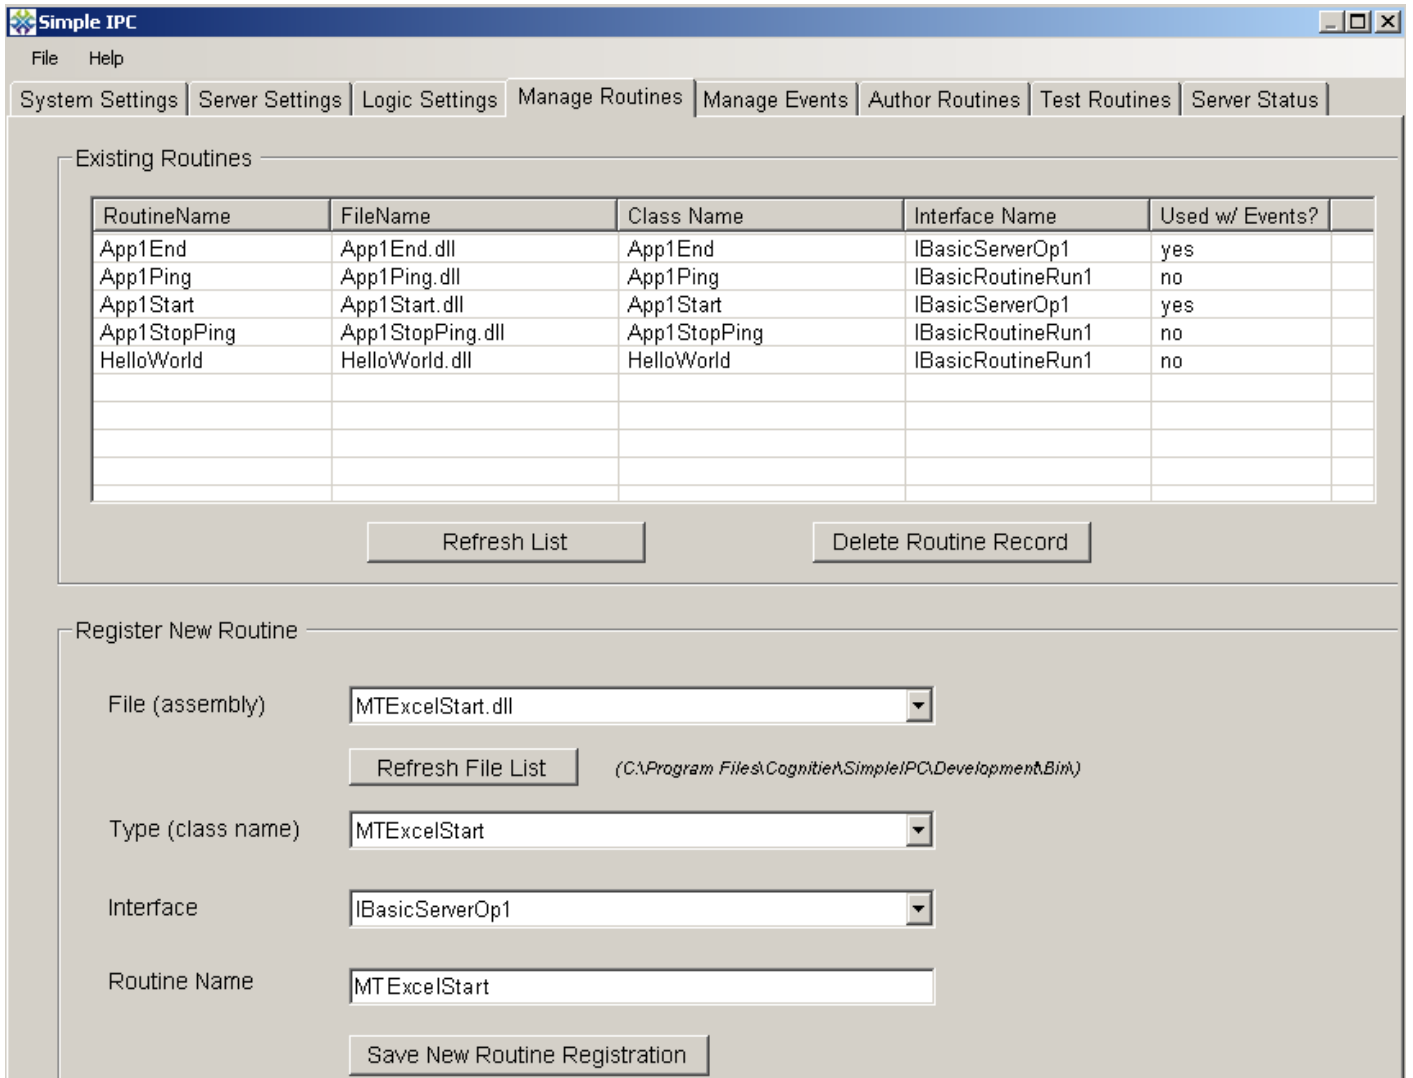 Simple IPC
File Help
System Settings Server Settings Logic Settings Manage Routines Manage Events Author Routines Test Routines Server Status
Existing Routines
RoutineName FileName Class Name Interface Name Used w/ Events?
App1End App1End.dll App1End IBasicServerOp1 yes
App1Ping App1Ping.dll App1Ping IBasicRoutineRun1 no
App1Start App1Start.dll App1Start IBasicServerOp1 yes
App1StopPing App1StopPing.dll App1StopPing IBasicRoutineRun1 no
HelloWorld HelloWorld.dll HelloWorld IBasicRoutineRun1 no
Refresh List Delete Routine Record
Register New Routine
File (assembly) MTExcelStart.dll
Refresh File List (C:\Program Files\Cognitier\SimpleIPC\Development\Bin\)
Type (class name) MTExcelStart
Interface IBasicServerOp1
Routine Name MTExcelStart
Save New Routine Registration